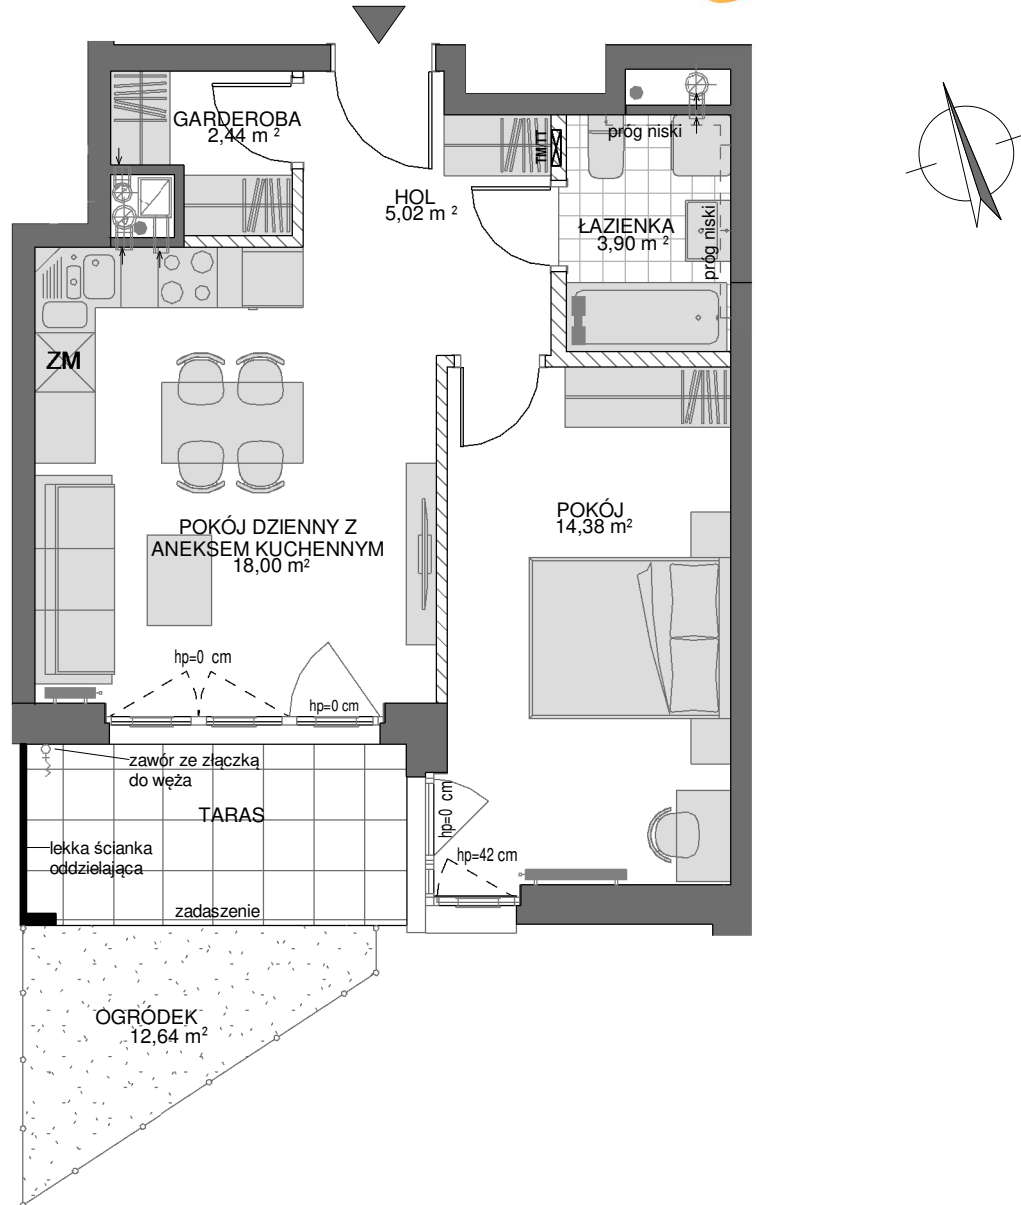 GARDEROBA
2,44 m²
HOL
5,02 m²
TM/TT
próg niski
ŁAZIENKA
3,90 m²
próg niski
ZM
POKÓJ DZIENNY Z
ANEKSEM KUCHENNYM
18,00 m²
POKÓJ
14,38 m²
hp=0 cm
hp=0 cm
zawór ze złączką
do węża
TARAS
hp=0 cm
lekka ścianka
oddzielająca
hp=42 cm
zadaszenie
OGRÓDEK
12,64 m²